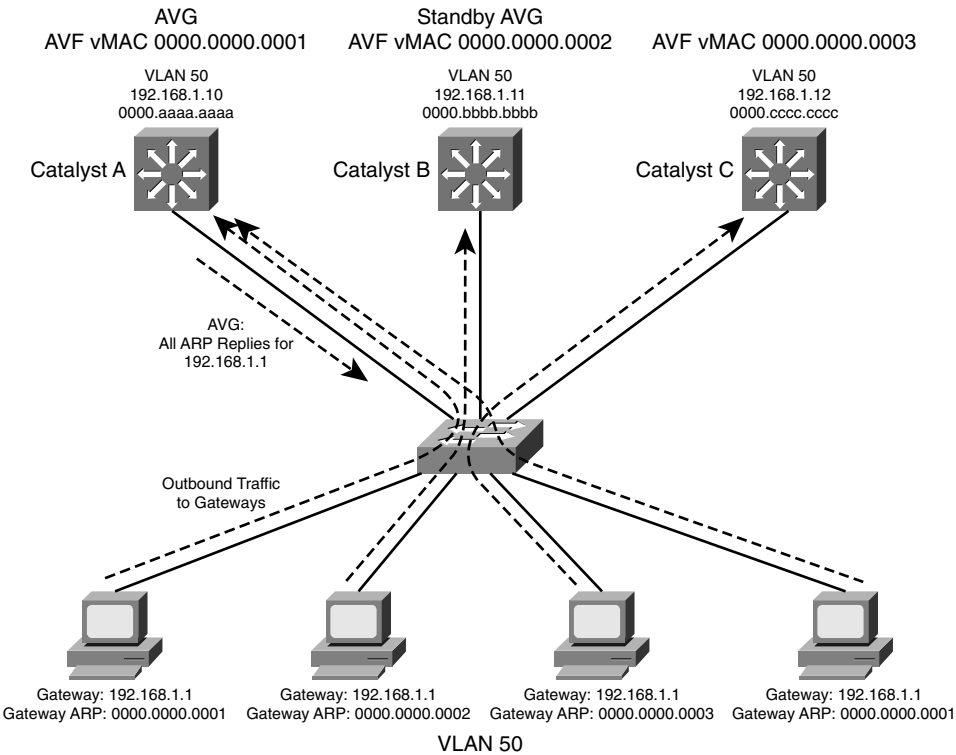 AVG
AVF vMAC 0000.0000.0001
Standby AVG
AVF vMAC 0000.0000.0002
AVF vMAC 0000.0000.0003
VLAN 50
192.168.1.10
0000.aaaa.aaaa
VLAN 50
192.168.1.11
0000.bbbb.bbbb
VLAN 50
192.168.1.12
0000.cccc.cccc
Catalyst A
Catalyst B
Catalyst C
AVG:
All ARP Replies for
192.168.1.1
Outbound Traffic
to Gateways
Gateway: 192.168.1.1
Gateway ARP: 0000.0000.0001
Gateway: 192.168.1.1
Gateway ARP: 0000.0000.0002
Gateway: 192.168.1.1
Gateway ARP: 0000.0000.0003
Gateway: 192.168.1.1
Gateway ARP: 0000.0000.0001
VLAN 50